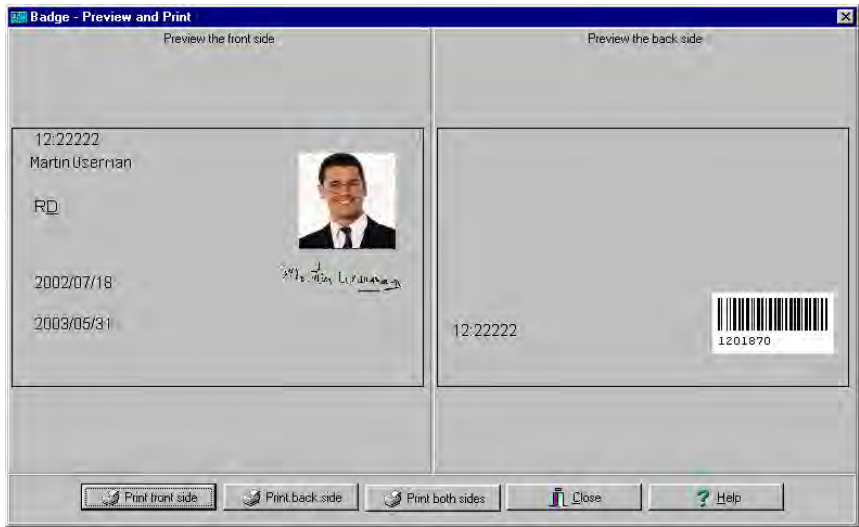 Badge - Preview and Print
Preview the front side
Preview the back side
12:22222
Martin Userman
RD
2002/07/18
2003/05/31
12:22222
1201870
Print front side
Print back side
Print both sides
Close
Help